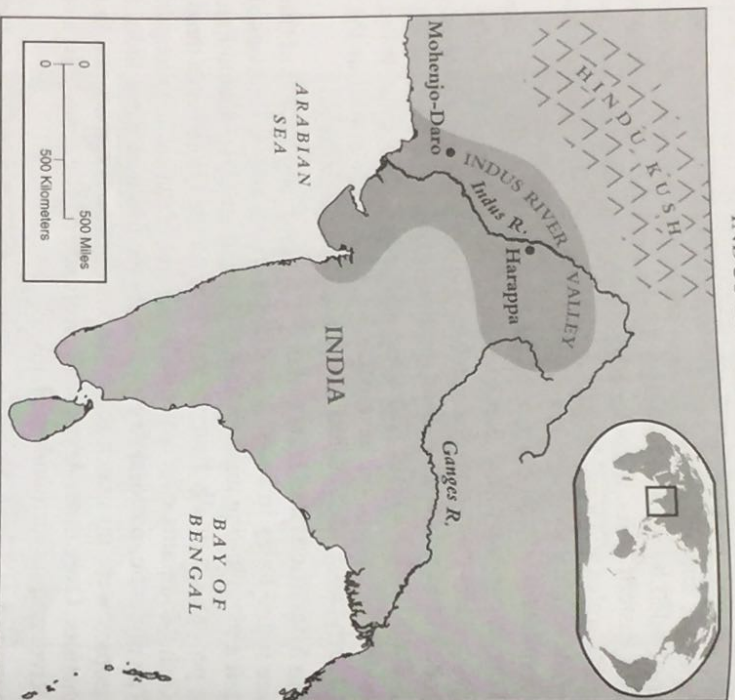 HINDU KUSH
INDUS RIVER VALLEY
Indus R.
Mohenjo-Daro
Harappa
Ganges R.
INDIA
ARABIAN
SEA
BAY OF
BENGAL
0 500 Miles
0 500 Kilometers